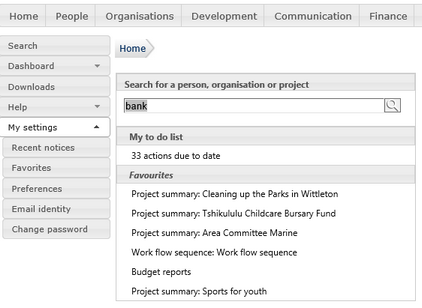 Home People Organisations Development Communication Finance
Search
Dashboard
Downloads
Help
My settings
Recent notices
Favorites
Preferences
Email identity
Change password
Home
Search for a person, organisation or project
bank
My to do list
33 actions due to date
Favourites
Project summary: Cleaning up the Parks in Wittleton
Project summary: Tshikululu Childcare Bursary Fund
Project summary: Area Committee Marine
Work flow sequence: Work flow sequence
Budget reports
Project summary: Sports for youth